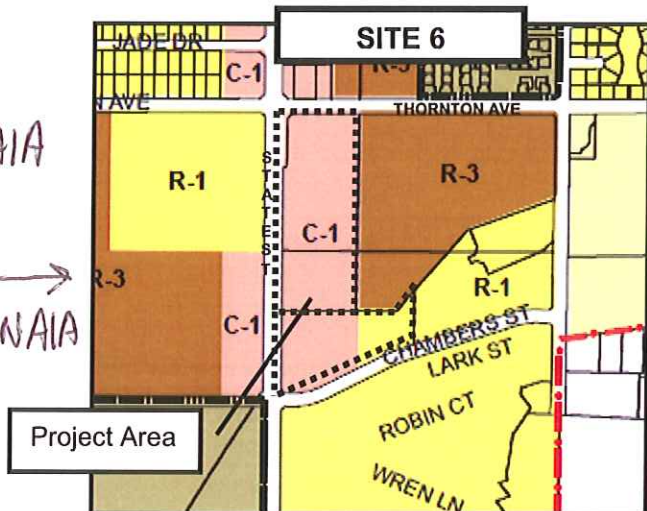 SITE 6
JADE DR
C-1
R-3
N AVE
THORNTON AVE
AIA
R-1
STATE ST
R-3
C-1
R-3
R-1
NAIA
C-1
CHAMBERS ST
LARK ST
Project Area
ROBIN CT
WREN LN